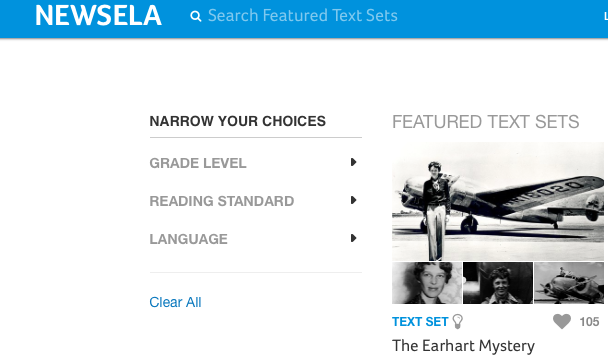 NEWSELA
Search Featured Text Sets
L
NARROW YOUR CHOICES
GRADE LEVEL
READING STANDARD
LANGUAGE
Clear All
FEATURED TEXT SETS
NR16020
TEXT SET
105
The Earhart Mystery